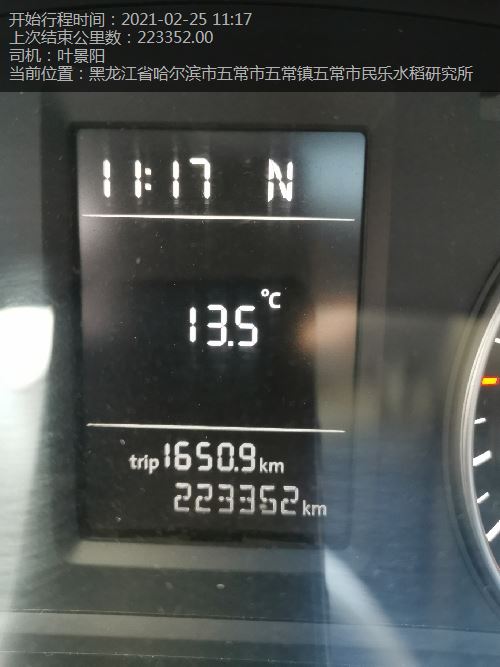 开始行程时间：2021-02-25 11:17
上次结束公里数：223352.00
司机：叶景阳
当前位置：黑龙江省哈尔滨市五常市五常镇五常市民乐水稻研究所
11:17 N
13.5 °C
trip 1650.9 km
223352 km